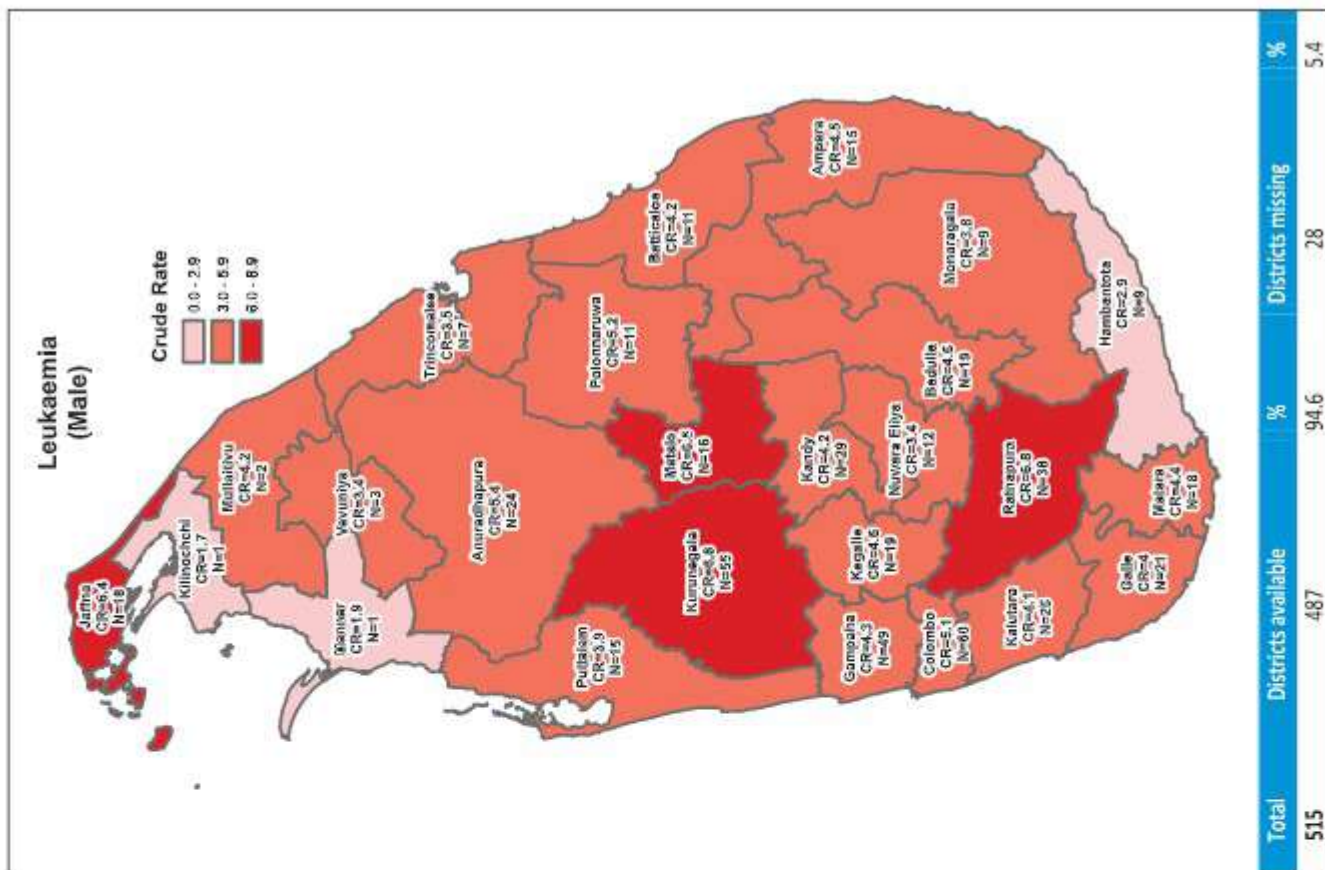 Leukaemia
(Male)
Crude Rate
0.0 - 2.9
3.0 - 5.9
6.0 - 8.9
Jaffna
CR=6.4
N=18
Kilinochchi
CR=1.7
N=1
Mullaitivu
CR=4.2
N=2
Mannar
CR=1.9
N=1
Vavuniya
CR=3.4
N=3
Anuradhapura
CR=5.4
N=24
Trincomalee
CR=3.5
N=7
Polonnaruwa
CR=5.2
N=11
Batticaloa
CR=4.2
N=11
Puttalam
CR=3.9
N=15
Kurunegala
CR=6.8
N=55
Matale
N=16
Kandy
CR=4.2
N=29
Ampara
CR=4.5
N=15
Gampaha
CR=4.3
N=49
Kegalle
N=19
Nuwara Eliya
CR=3.4
N=12
Badulla
N=19
Monaragala
CR=3.8
N=9
Colombo
CR=5.1
N=60
Ratnapura
CR=6.8
N=38
Kalutara
CR=4.1
N=25
Galle
CR=4
N=21
Matara
CR=4.4
N=18
Hambantota
CR=2.9
N=9
Total Districts available % Districts missing %
515 487 94.6 28 5.4